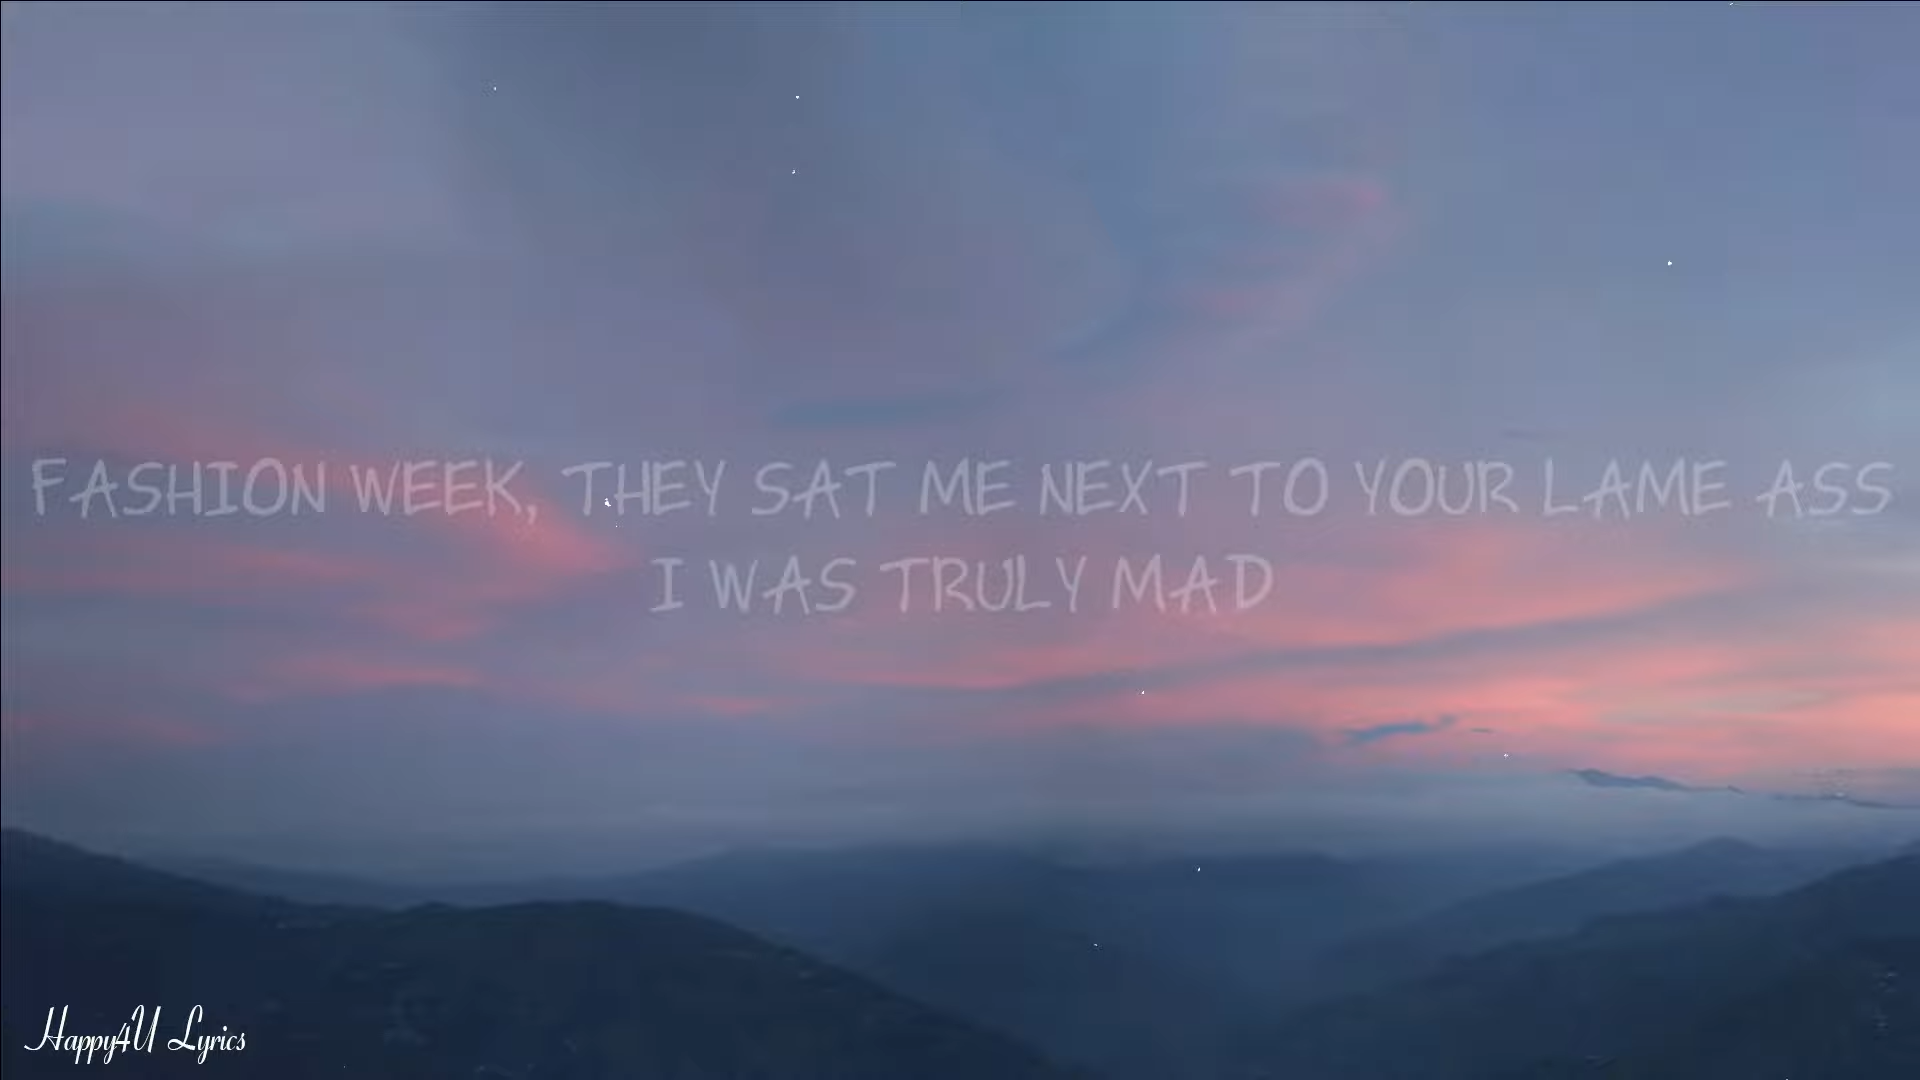 FASHION WEEK, THEY SAT ME NEXT TO YOUR LAME ASS
I WAS TRULY MAD
Happy4U Lyrics